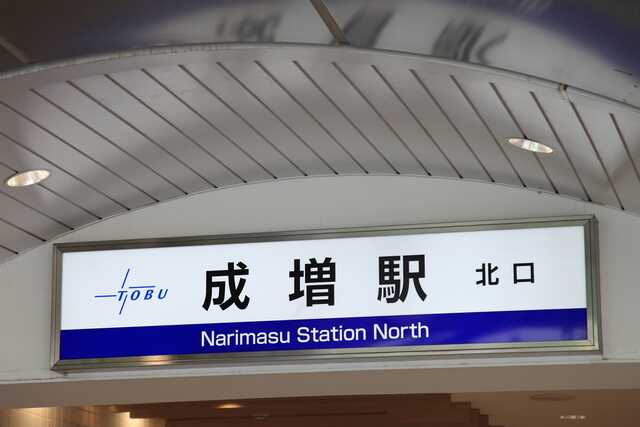 TOBU 成増駅 北口
Narimasu Station North